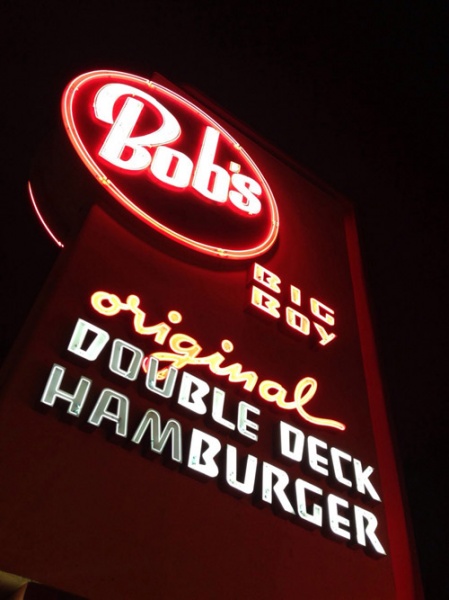 Bob's
BIG
BOY
original
DOUBLE DECK
HAMBURGER